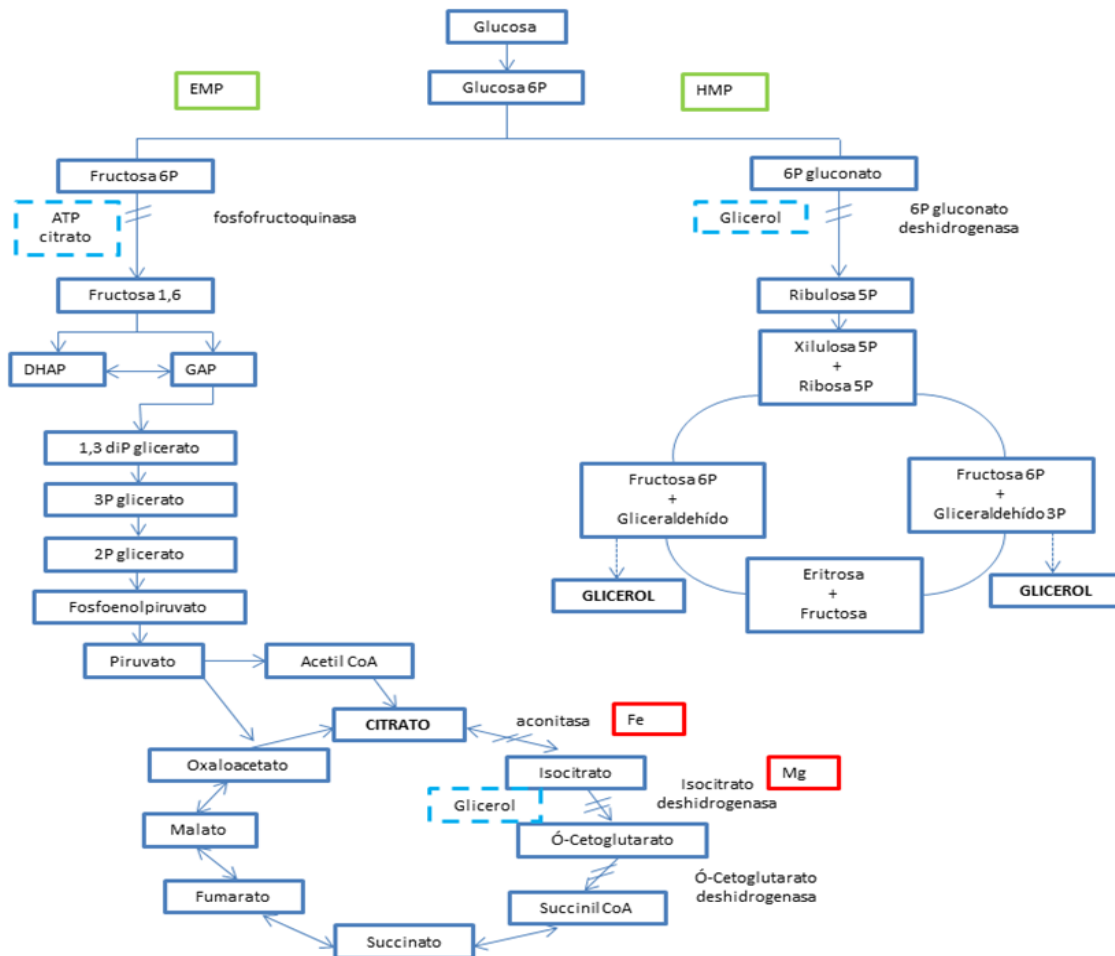 Glucosa
EMP
Glucosa 6P
HMP
Fructosa 6P
6P gluconato
ATP
citrato
fosfofructoquinasa
Glicerol
6P gluconato
deshidrogenasa
Fructosa 1,6
Ribulosa 5P
DHAP
GAP
Xilulosa 5P
+
Ribosa 5P
1,3 diP glicerato
3P glicerato
2P glicerato
Fosfoenolpiruvato
Fructosa 6P
+
Gliceraldehído
Fructosa 6P
+
Gliceraldehído 3P
GLICEROL
Eritrosa
+
Fructosa
GLICEROL
Piruvato
Acetil CoA
CITRATO
aconitasa
Fe
Oxaloacetato
Isocitrato
Isocitrato
deshidrogenasa
Mg
Glicerol
Malato
Ó-Cetoglutarato
Ó-Cetoglutarato
deshidrogenasa
Fumarato
Succinil CoA
Succinato